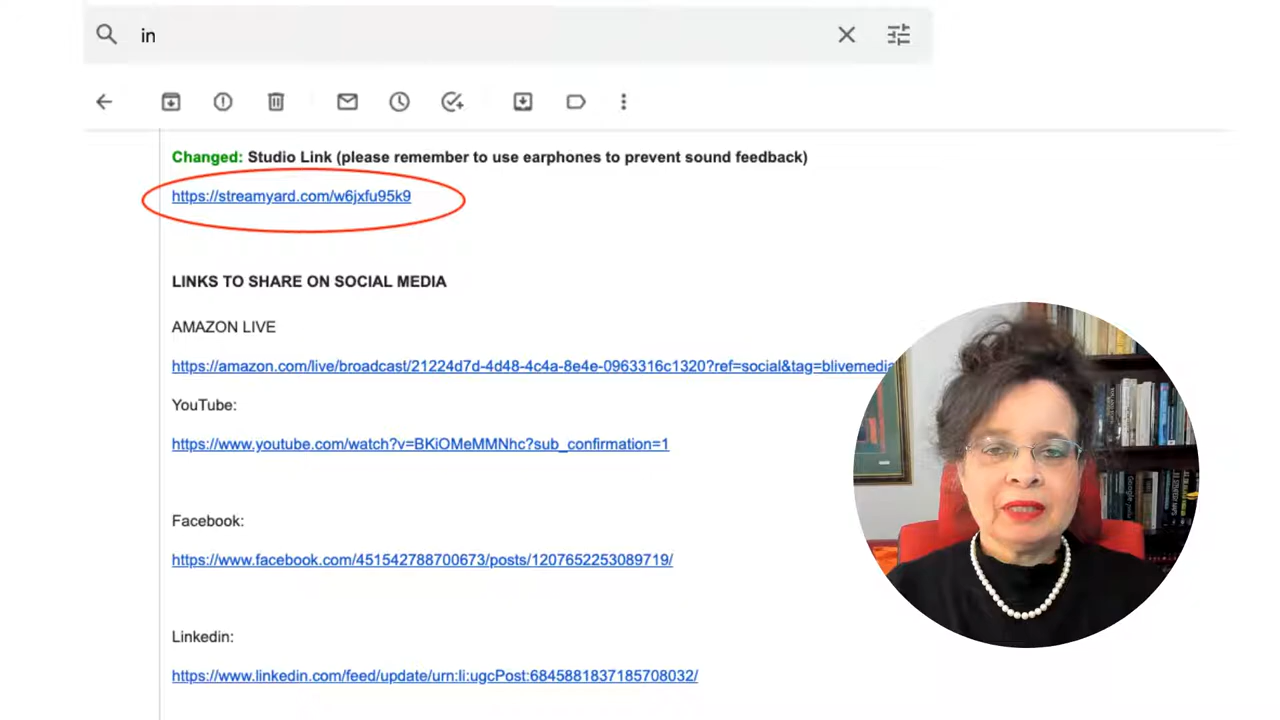 in
Changed: Studio Link (please remember to use earphones to prevent sound feedback)
https://streamyard.com/w6jxfu95k9
LINKS TO SHARE ON SOCIAL MEDIA
AMAZON LIVE
https://amazon.com/live/broadcast/21224d7d-4d48-4c4a-8e4e-0963316c1320?ref=social&tag=blivemedia
YouTube:
https://www.youtube.com/watch?v=BKiOMeMMNhc?sub_confirmation=1
Facebook:
https://www.facebook.com/451542788700673/posts/1207652253089719/
Linkedin:
https://www.linkedin.com/feed/update/urn:li:ugcPost:6845881837185708032/
Google